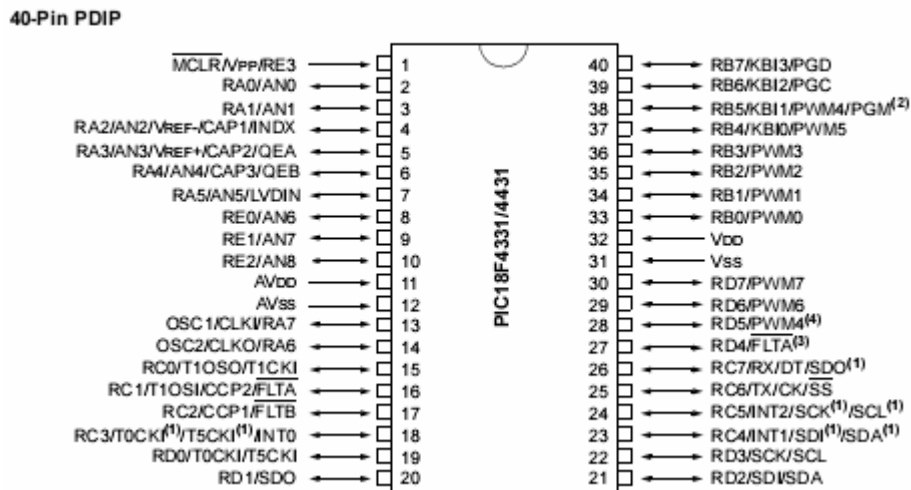 40-Pin PDIP
MCLR/VPP/RE3 1
RA0/AN0 2
RA1/AN1 3
RA2/AN2/VREF-/CAP1/INDX 4
RA3/AN3/VREF+/CAP2/QEA 5
RA4/AN4/CAP3/QEB 6
RA5/AN5/LVDIN 7
RE0/AN6 8
RE1/AN7 9
RE2/AN8 10
AVDD 11
AVSS 12
OSC1/CLKI/RA7 13
OSC2/CLKO/RA6 14
RC0/T1OSO/T1CKI 15
RC1/T1OSI/CCP2/FLTA 16
RC2/CCP1/FLTB 17
RC3/T0CKI(1)/T5CKI(1)/INT0 18
RD0/T0CKI/T5CKI 19
RD1/SDO 20
PIC18F4331/4431
40 RB7/KBI3/PGD
39 RB6/KBI2/PGC
38 RB5/KBI1/PWM4/PGM(2)
37 RB4/KBI0/PWM5
36 RB3/PWM3
35 RB2/PWM2
34 RB1/PWM1
33 RB0/PWM0
32 VDD
31 VSS
30 RD7/PWM7
29 RD6/PWM6
28 RD5/PWM4(4)
27 RD4/FLTA(3)
26 RC7/RX/DT/SDO(1)
25 RC6/TX/CK/SS
24 RC5/INT2/SCK(1)/SCL(1)
23 RC4/INT1/SDI(1)/SDA(1)
22 RD3/SCK/SCL
21 RD2/SDI/SDA